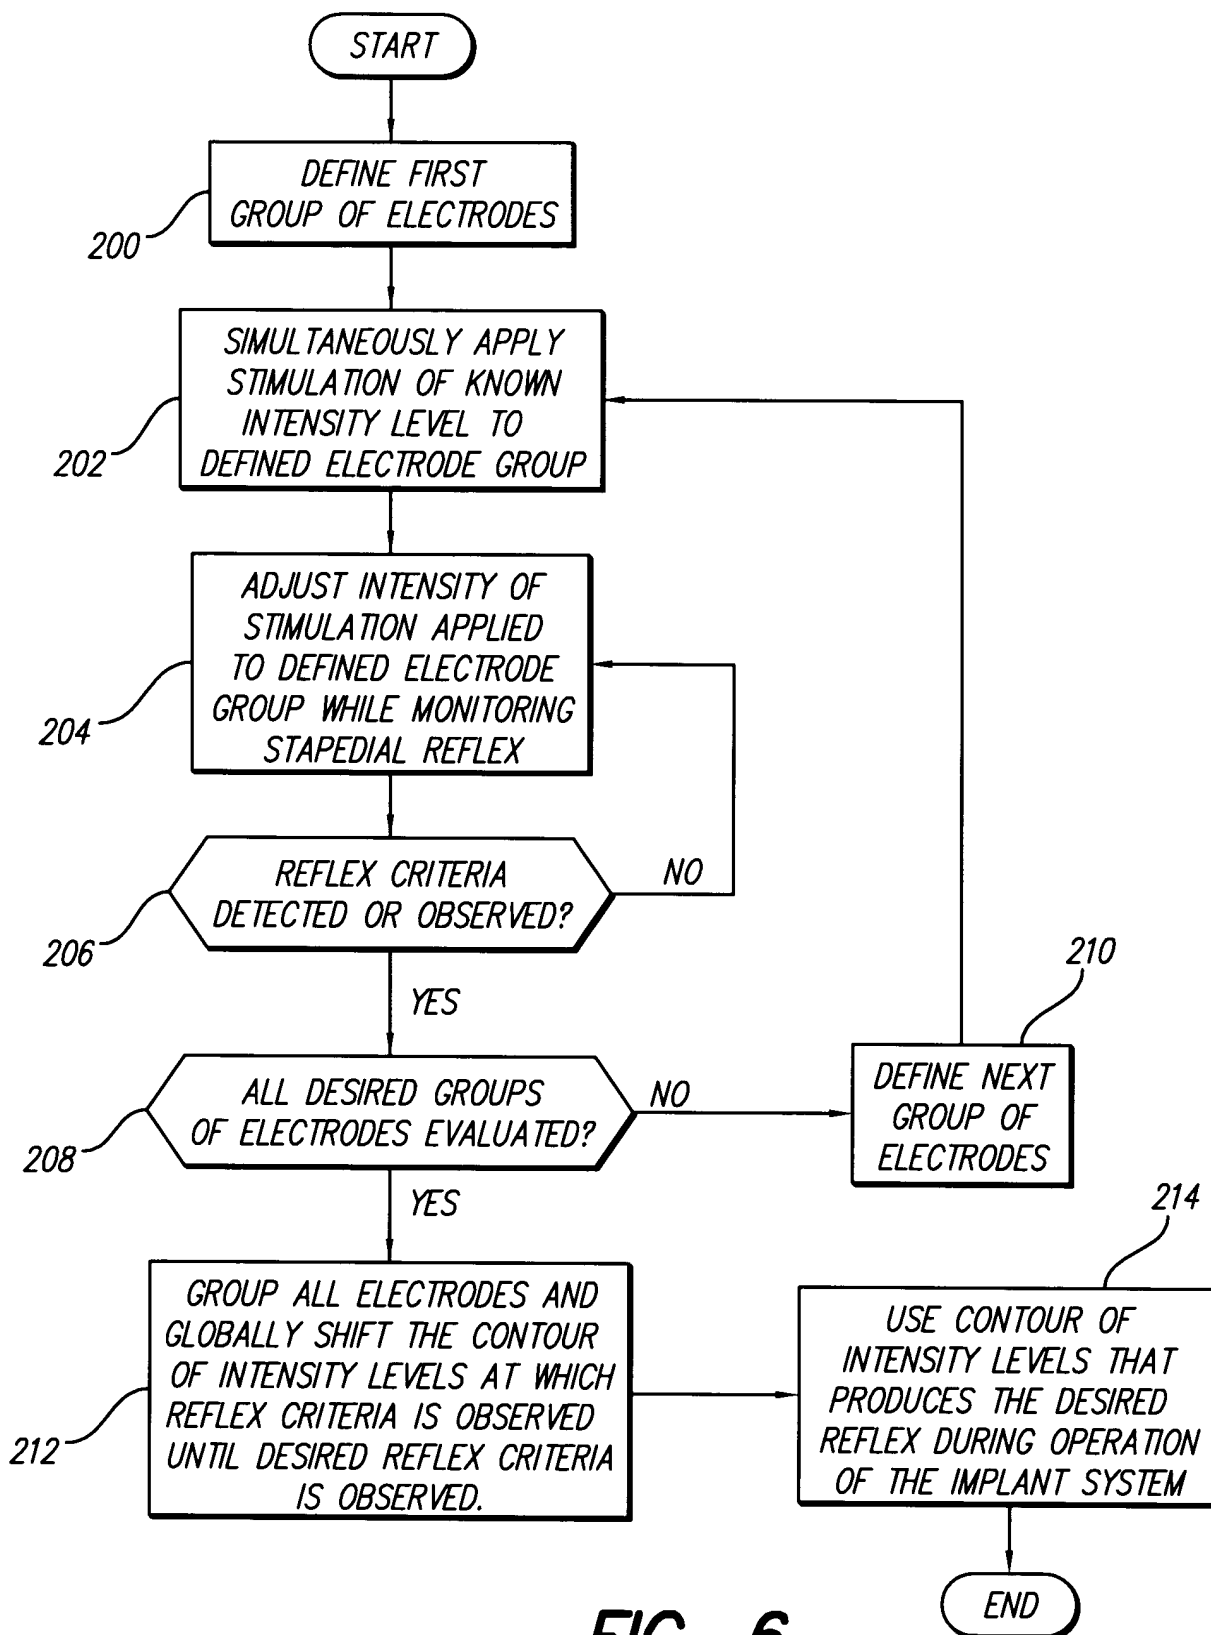 START
DEFINE FIRST
GROUP OF ELECTRODES
200
SIMULTANEOUSLY APPLY
STIMULATION OF KNOWN
INTENSITY LEVEL TO
DEFINED ELECTRODE GROUP
202
ADJUST INTENSITY OF
STIMULATION APPLIED
TO DEFINED ELECTRODE
GROUP WHILE MONITORING
STAPEDIAL REFLEX
204
REFLEX CRITERIA
DETECTED OR OBSERVED?
206
NO
YES
ALL DESIRED GROUPS
OF ELECTRODES EVALUATED?
208
NO
210
DEFINE NEXT
GROUP OF
ELECTRODES
YES
GROUP ALL ELECTRODES AND
GLOBALLY SHIFT THE CONTOUR
OF INTENSITY LEVELS AT WHICH
REFLEX CRITERIA IS OBSERVED
UNTIL DESIRED REFLEX CRITERIA
IS OBSERVED.
212
214
USE CONTOUR OF
INTENSITY LEVELS THAT
PRODUCES THE DESIRED
REFLEX DURING OPERATION
OF THE IMPLANT SYSTEM
END
FIG. 6